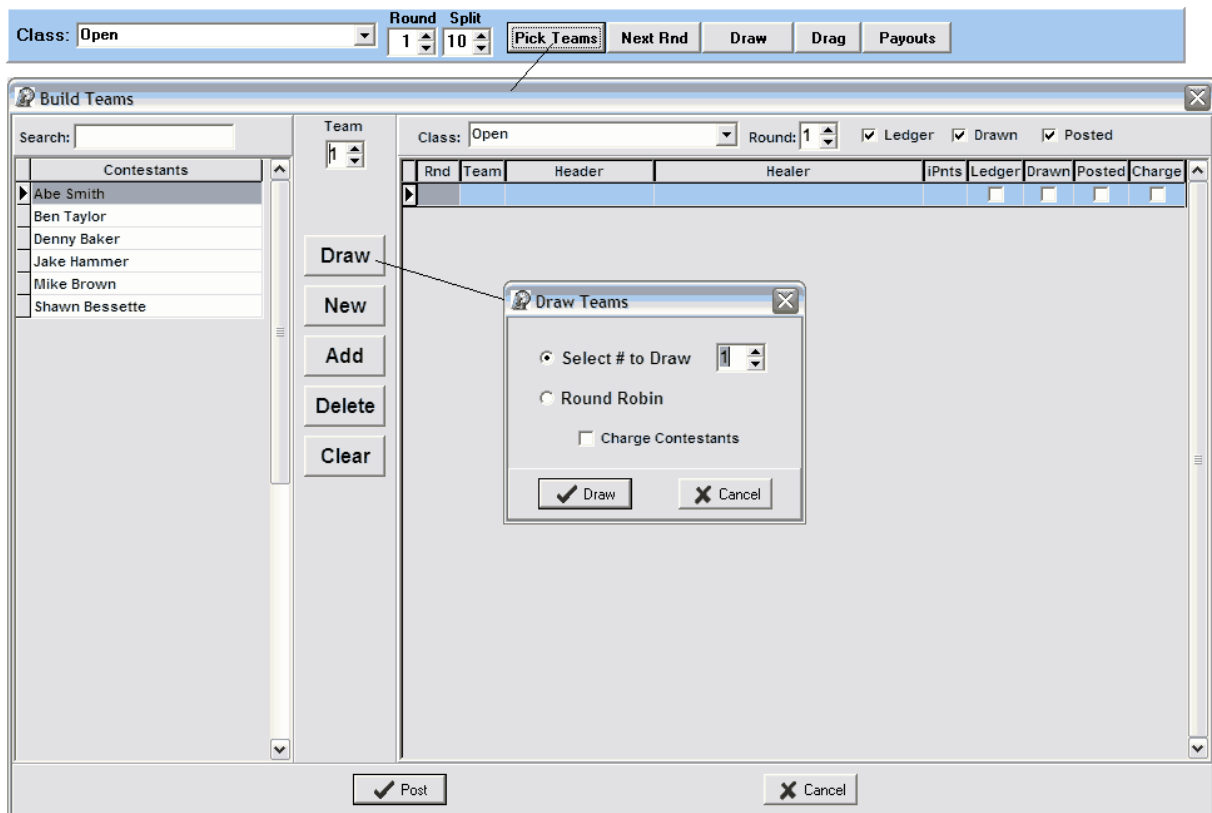 Round Split
Class: Open 1 10 Pick Teams Next Rnd Draw Drag Payouts
Build Teams
Search: Team 1 Class: Open Round: 1 Ledger Drawn Posted
Contestants Rnd Team Header Healer iPnts Ledger Drawn Posted Charge
Abe Smith
Ben Taylor
Denny Baker
Jake Hammer
Mike Brown
Shawn Bessette
Draw
New
Add
Delete
Clear
Draw Teams
Select # to Draw 1
Round Robin
Charge Contestants
Draw Cancel
Post Cancel